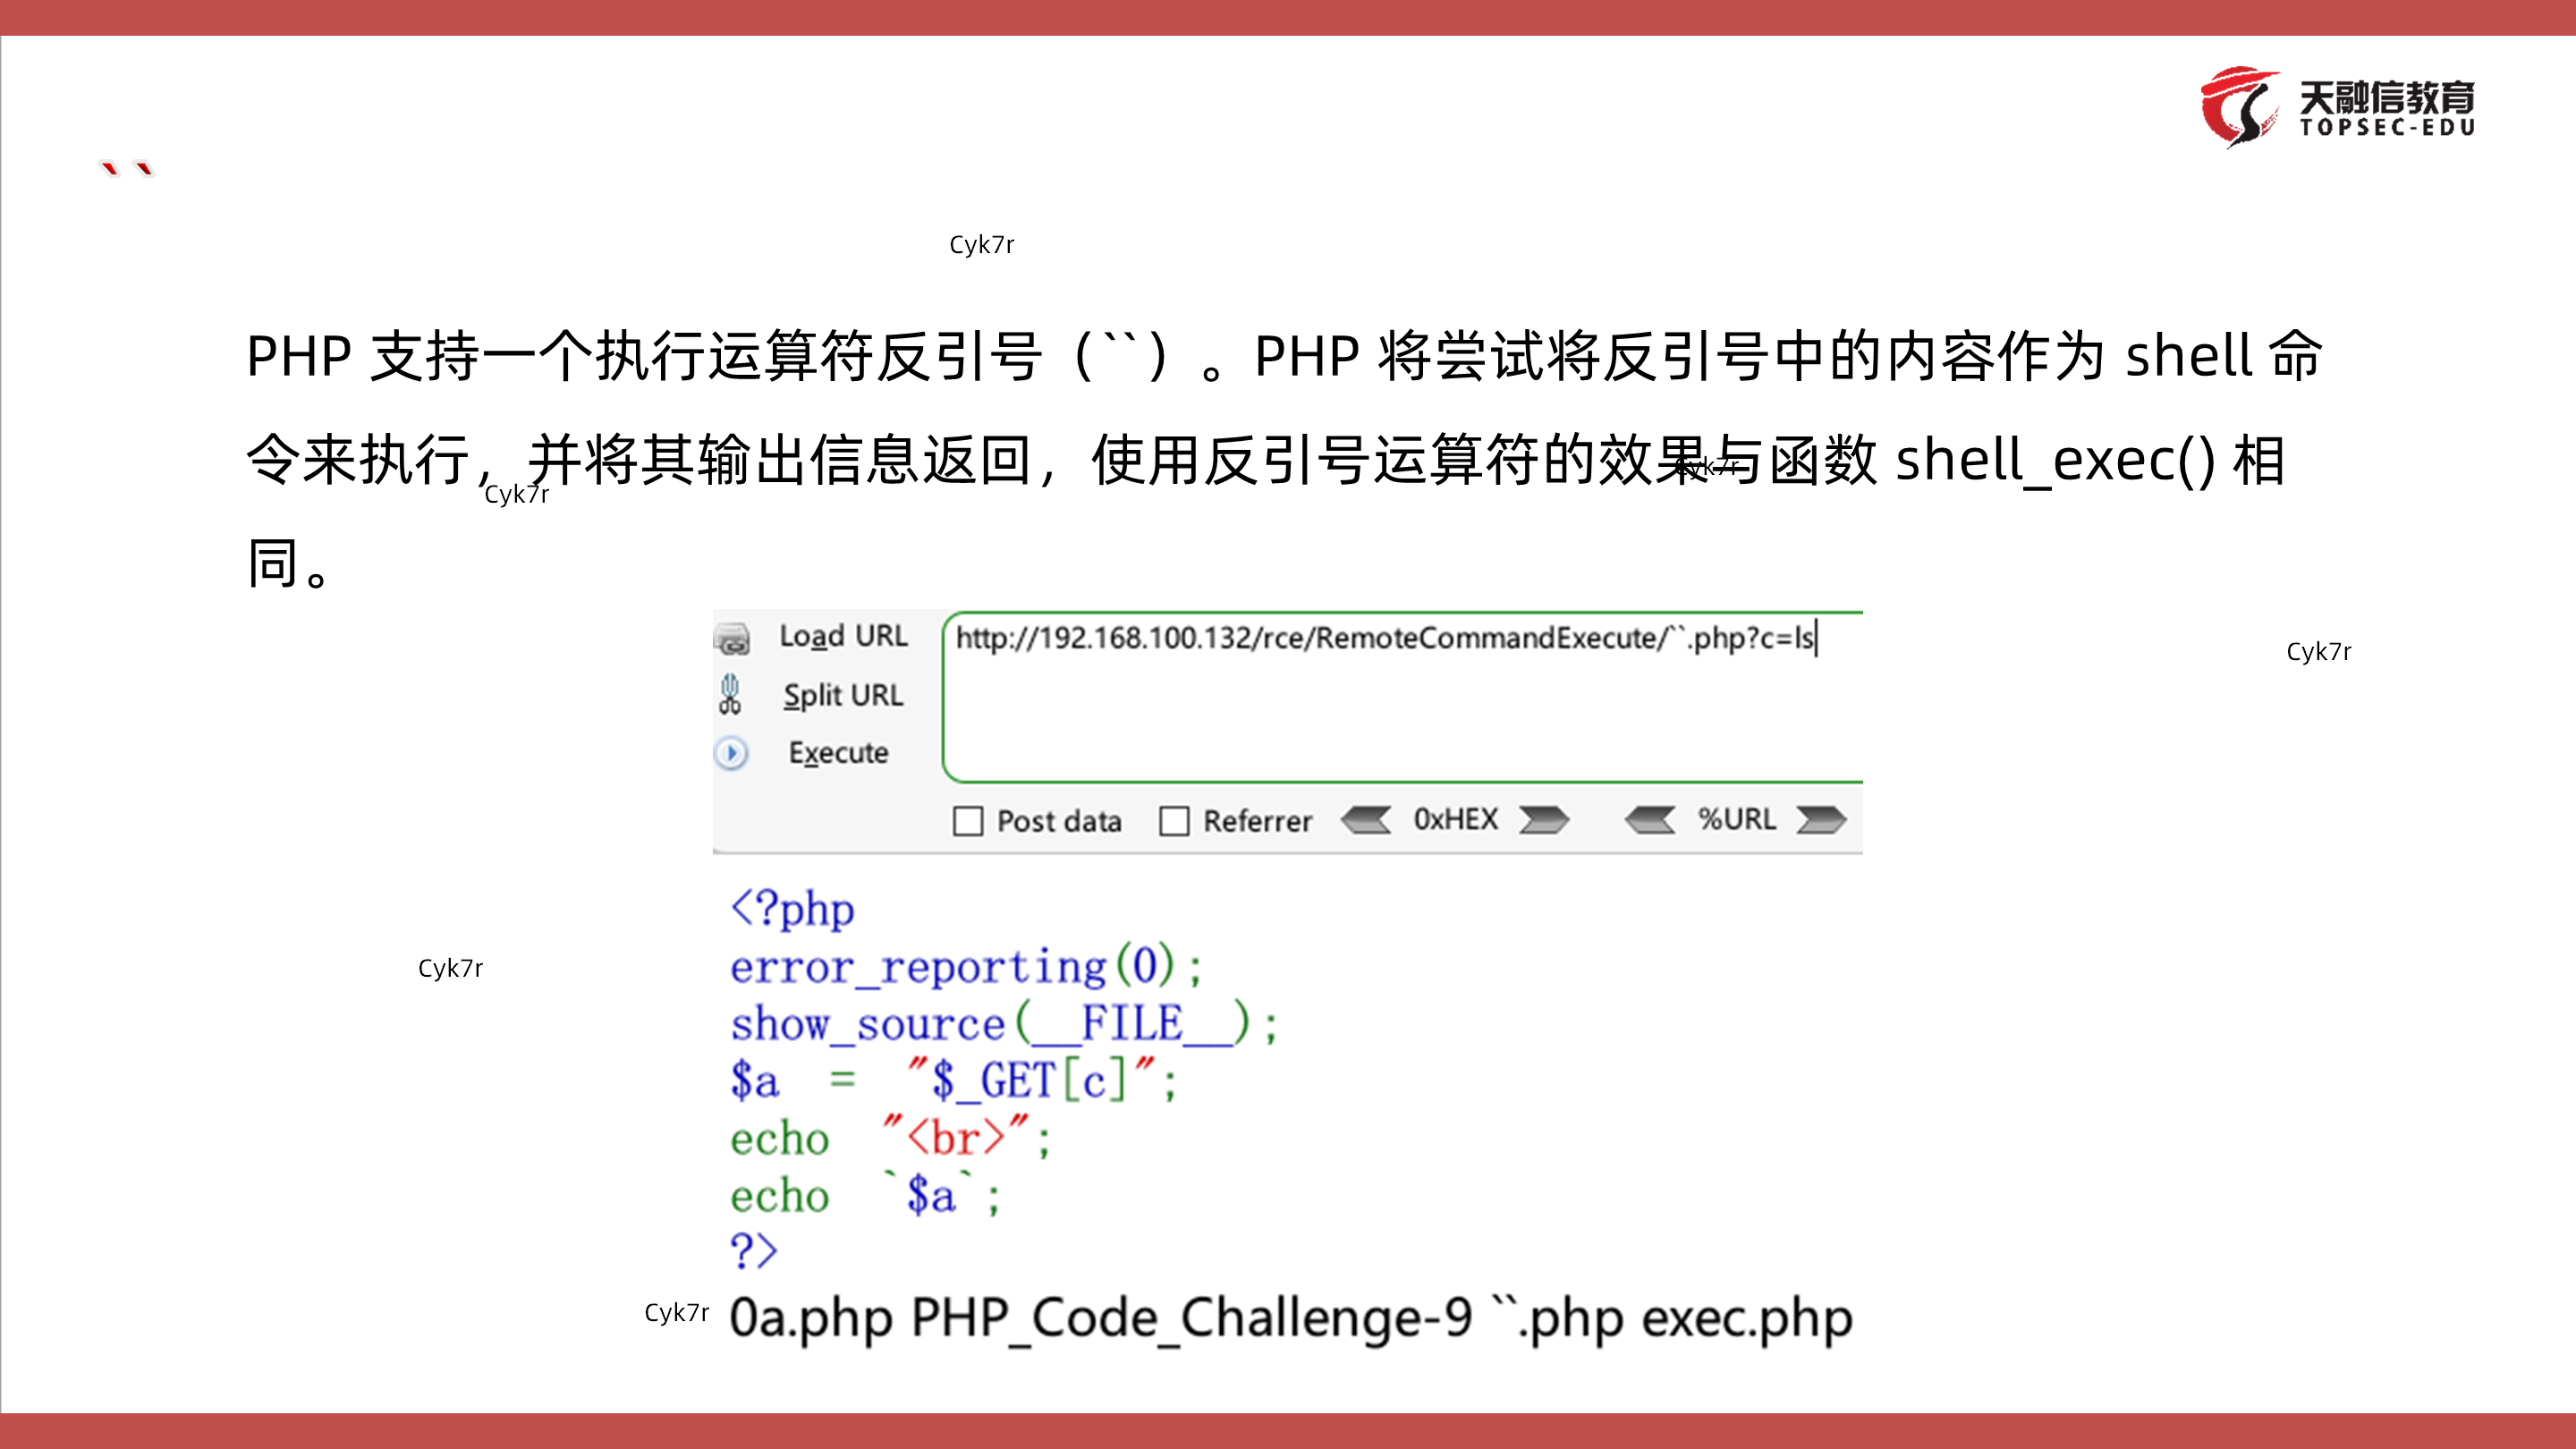 天融信教育
TOPSEC-EDU
``
Cyk7r
PHP 支持一个执行运算符反引号（``）。PHP 将尝试将反引号中的内容作为 shell 命
令来执行，并将其输出信息返回，使用反引号运算符的效果与函数 shell_exec() 相
Cyk7r
Cyk7r
同。
Load URL
http://192.168.100.132/rce/RemoteCommandExecute/``.php?c=ls
Cyk7r
Split URL
Execute
Post data Referrer 0xHEX %URL
<?php
error_reporting(0);
Cyk7r
show_source(__FILE__);
$a = "$_GET[c]";
echo "<br>";
echo `$a`;
?>
Cyk7r
0a.php PHP_Code_Challenge-9 ``.php exec.php